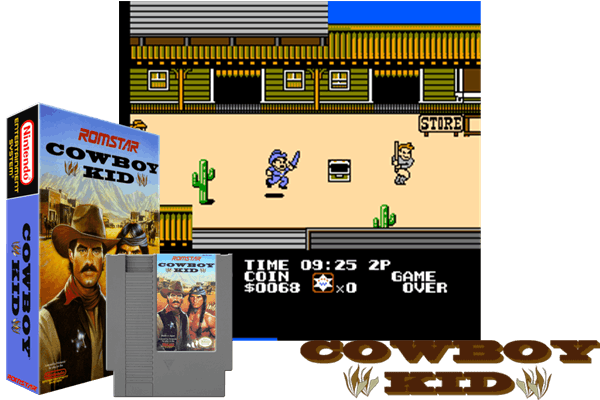 Nintendo
ENTERTAINMENT
SYSTEM
ROMSTAR
COWBOY
KID
COWBOY
KID
ROMSTAR
ROMSTAR
COWBOY
KID
STORE
TIME 09:25 2P
COIN GAME
$0068 ×0 OVER
COWBOY
KID